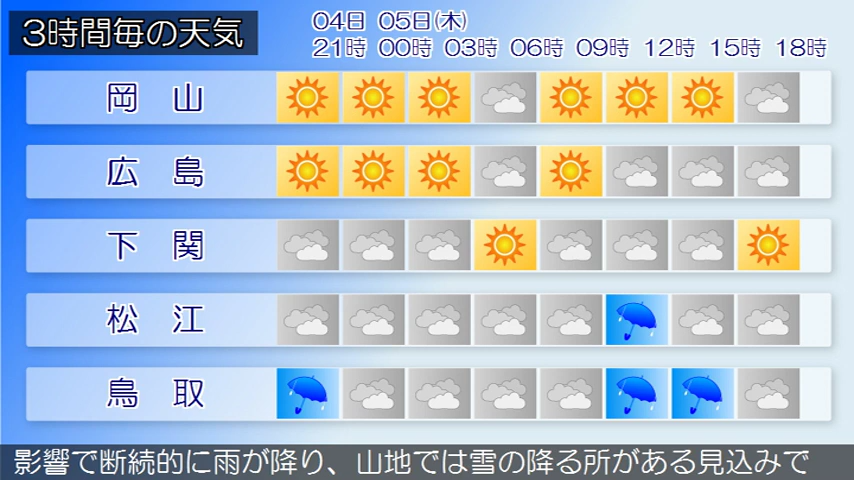 3時間毎の天気
04日 05日(木)
21時 00時 03時 06時 09時 12時 15時 18時
岡 山
広 島
下 関
松 江
鳥 取
影響で断続的に雨が降り、山地では雪の降る所がある見込みで